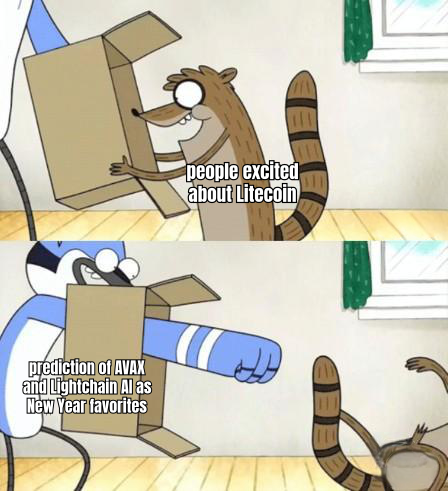 people excited
about Litecoin
prediction of AVAX
and Lightchain AI as
New Year favorites